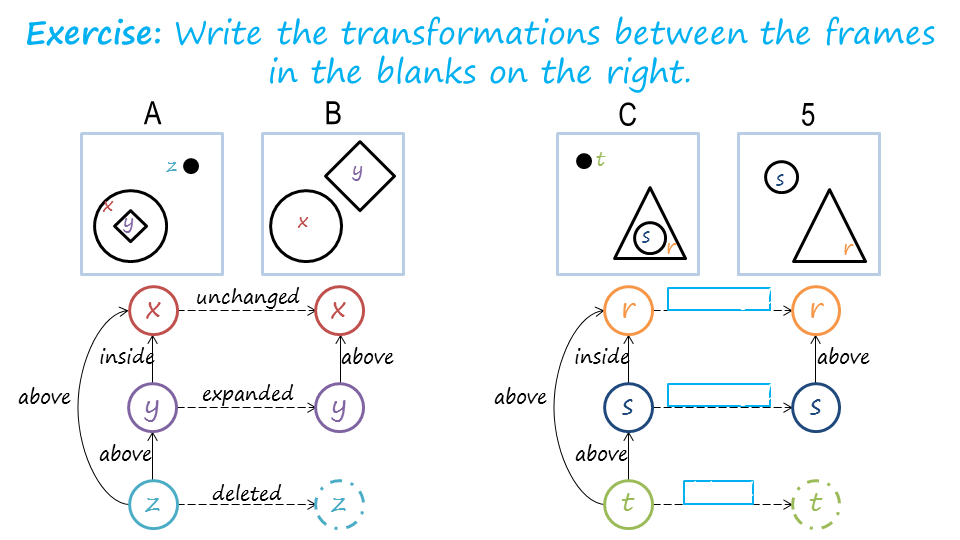 Exercise: Write the transformations between the frames
in the blanks on the right.
A
B
C
5
z
x
y
y
x
t
s
r
s
r
x
unchanged
x
inside
above
above
y
expanded
y
above
z
deleted
z
r
r
inside
above
above
s
s
above
t
t